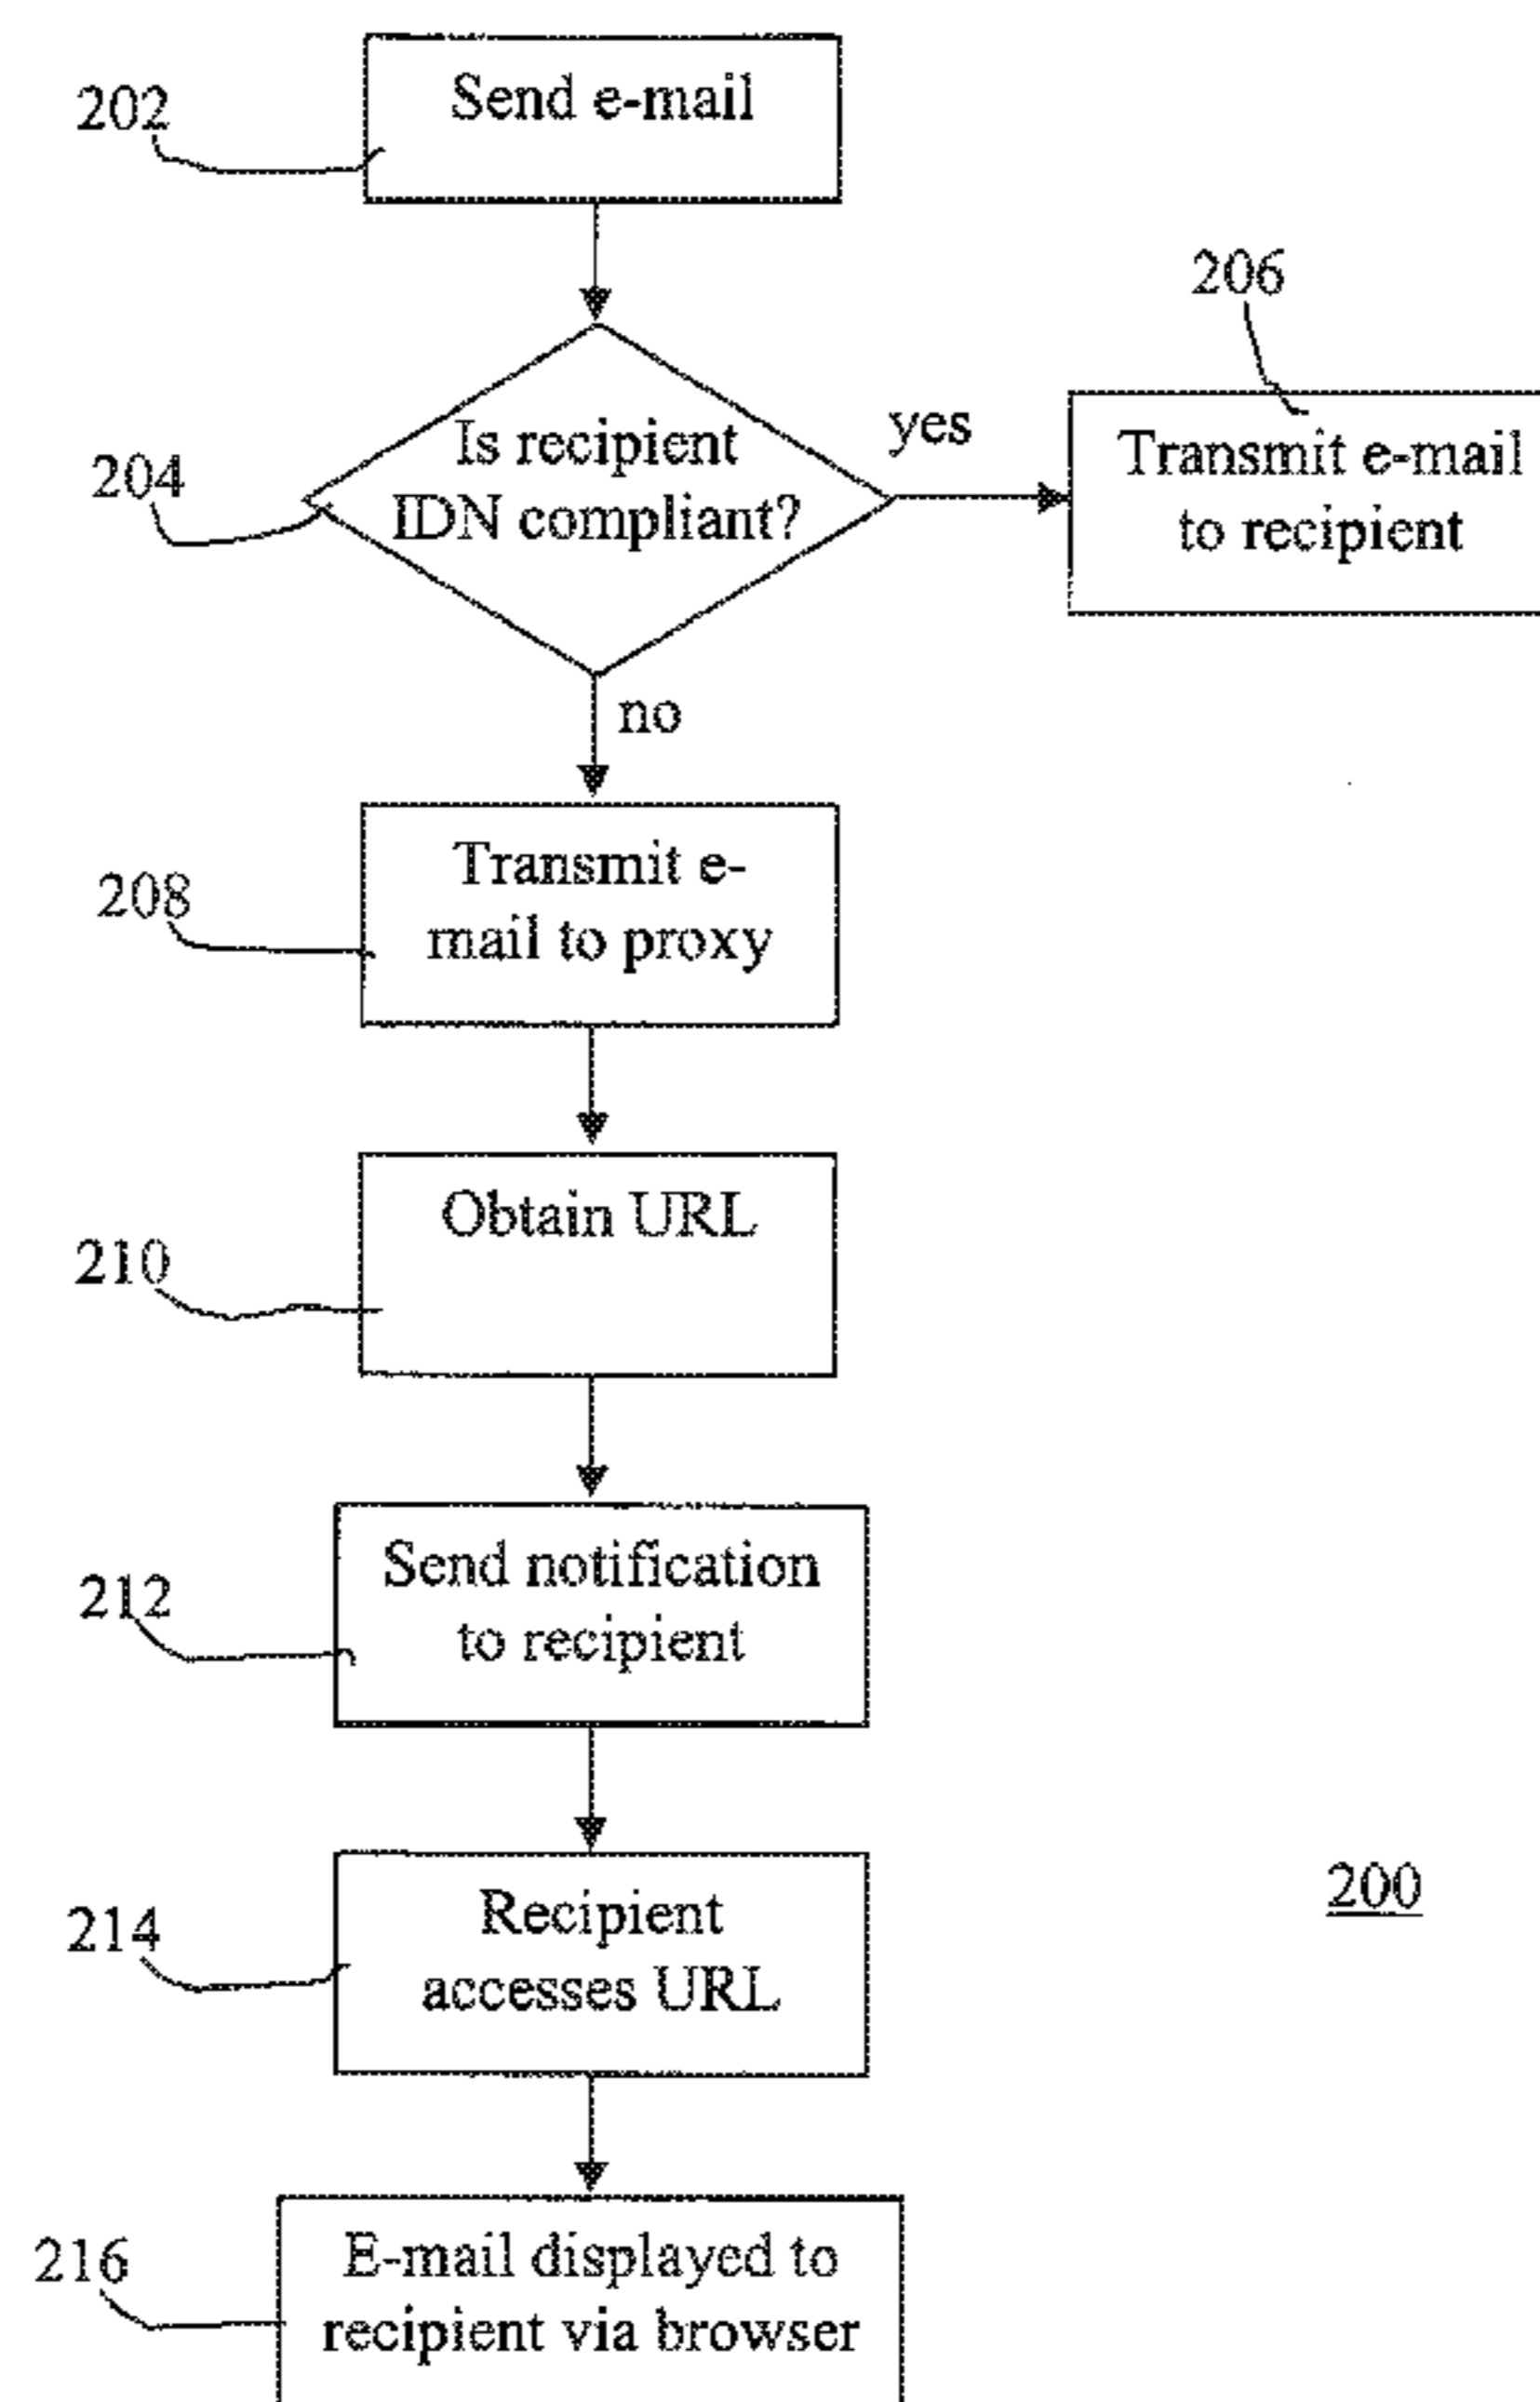 202
Send e-mail
206
204
Is recipient
IDN compliant?
yes
Transmit e-mail
to recipient
no
208
Transmit e-
mail to proxy
210
Obtain URL
212
Send notification
to recipient
214
Recipient
accesses URL
200
216
E-mail displayed to
recipient via browser